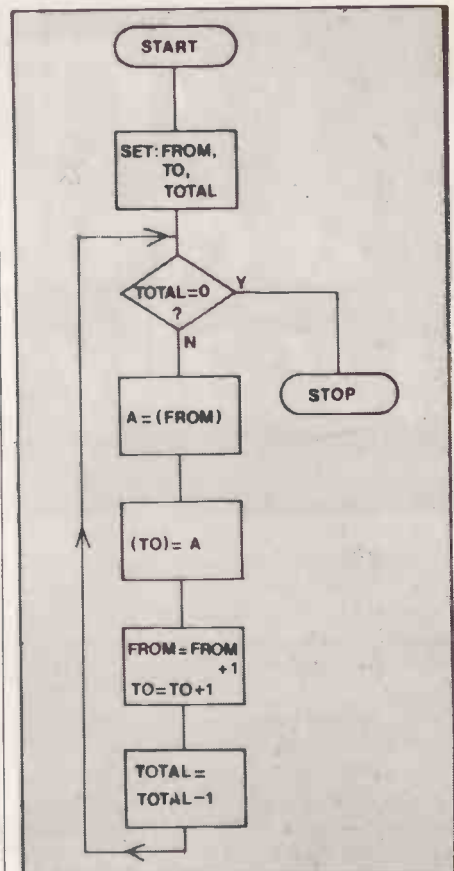 START
SET:FROM,
TO,
TOTAL
TOTAL=0
?
Y
N
STOP
A=(FROM)
(TO)=A
FROM=FROM
+1
TO=TO+1
TOTAL=
TOTAL-1